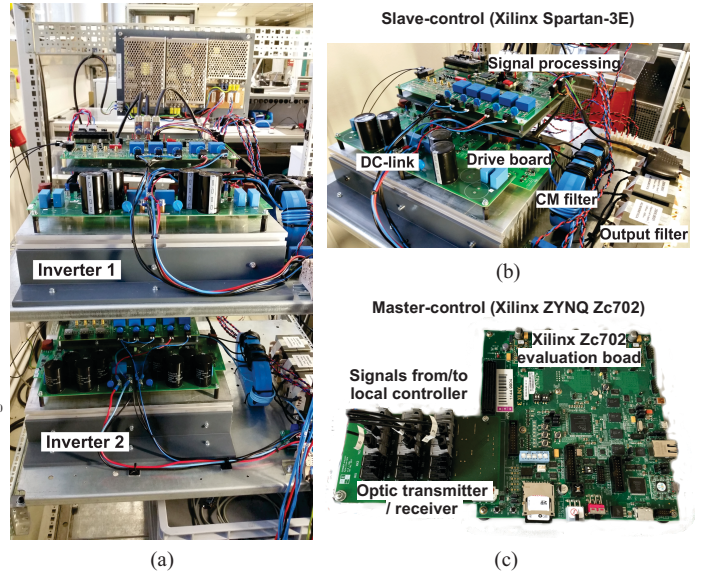 Inverter 1
Inverter 2
(a)
Slave-control (Xilinx Spartan-3E)
Signal processing
DC-link
Drive board
CM filter
Output filter
(b)
Master-control (Xilinx ZYNQ Zc702)
Xilinx Zc702
evaluation boad
Signals from/to
local controller
Optic transmitter
/ receiver
(c)